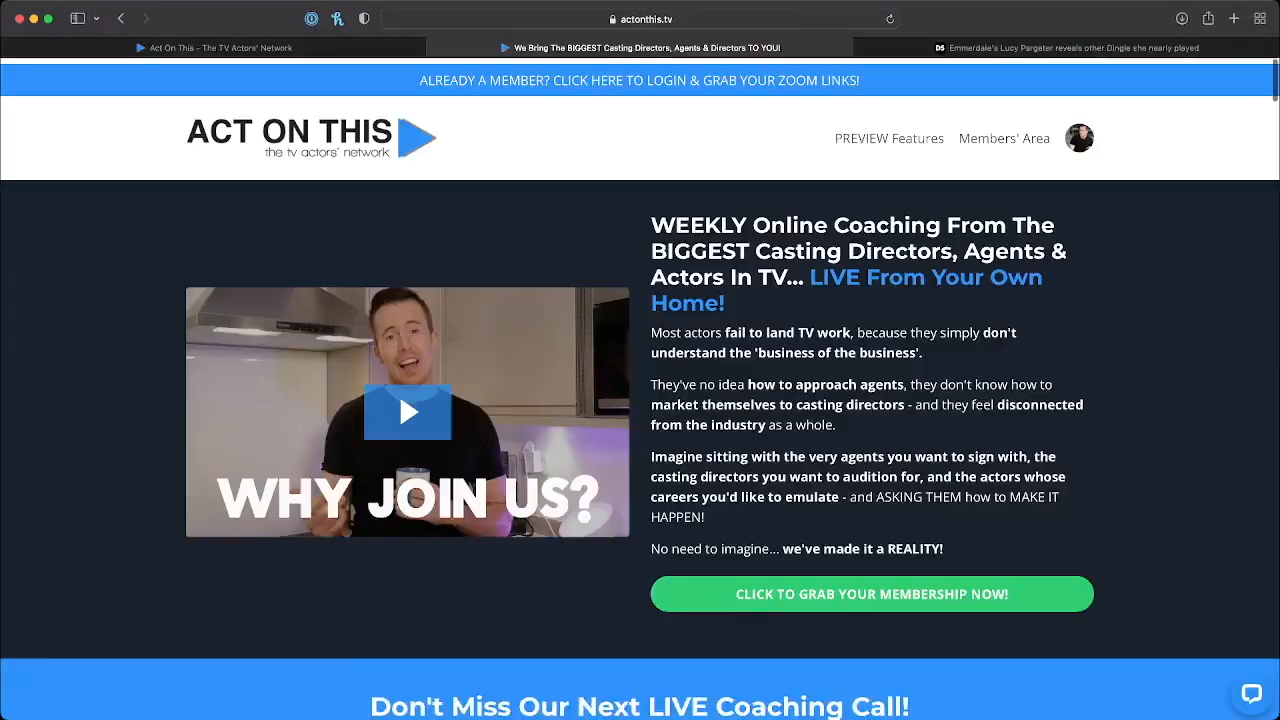 actonthis.tv
Act On This - The TV Actors' Network
We Bring The BIGGEST Casting Directors, Agents & Directors TO YOU!
DS Emmerdale's Lucy Pargeter reveals other Dingle she nearly played
ALREADY A MEMBER? CLICK HERE TO LOGIN & GRAB YOUR ZOOM LINKS!
ACT ON THIS
the tv actors' network
PREVIEW Features
Members' Area
WHY JOIN US?
WEEKLY Online Coaching From The
BIGGEST Casting Directors, Agents &
Actors In TV... LIVE From Your Own
Home!
Most actors fail to land TV work, because they simply don't
understand the 'business of the business'.
They've no idea how to approach agents, they don't know how to
market themselves to casting directors - and they feel disconnected
from the industry as a whole.
Imagine sitting with the very agents you want to sign with, the
casting directors you want to audition for, and the actors whose
careers you'd like to emulate - and ASKING THEM how to MAKE IT
HAPPEN!
No need to imagine... we've made it a REALITY!
CLICK TO GRAB YOUR MEMBERSHIP NOW!
Don't Miss Our Next LIVE Coaching Call!